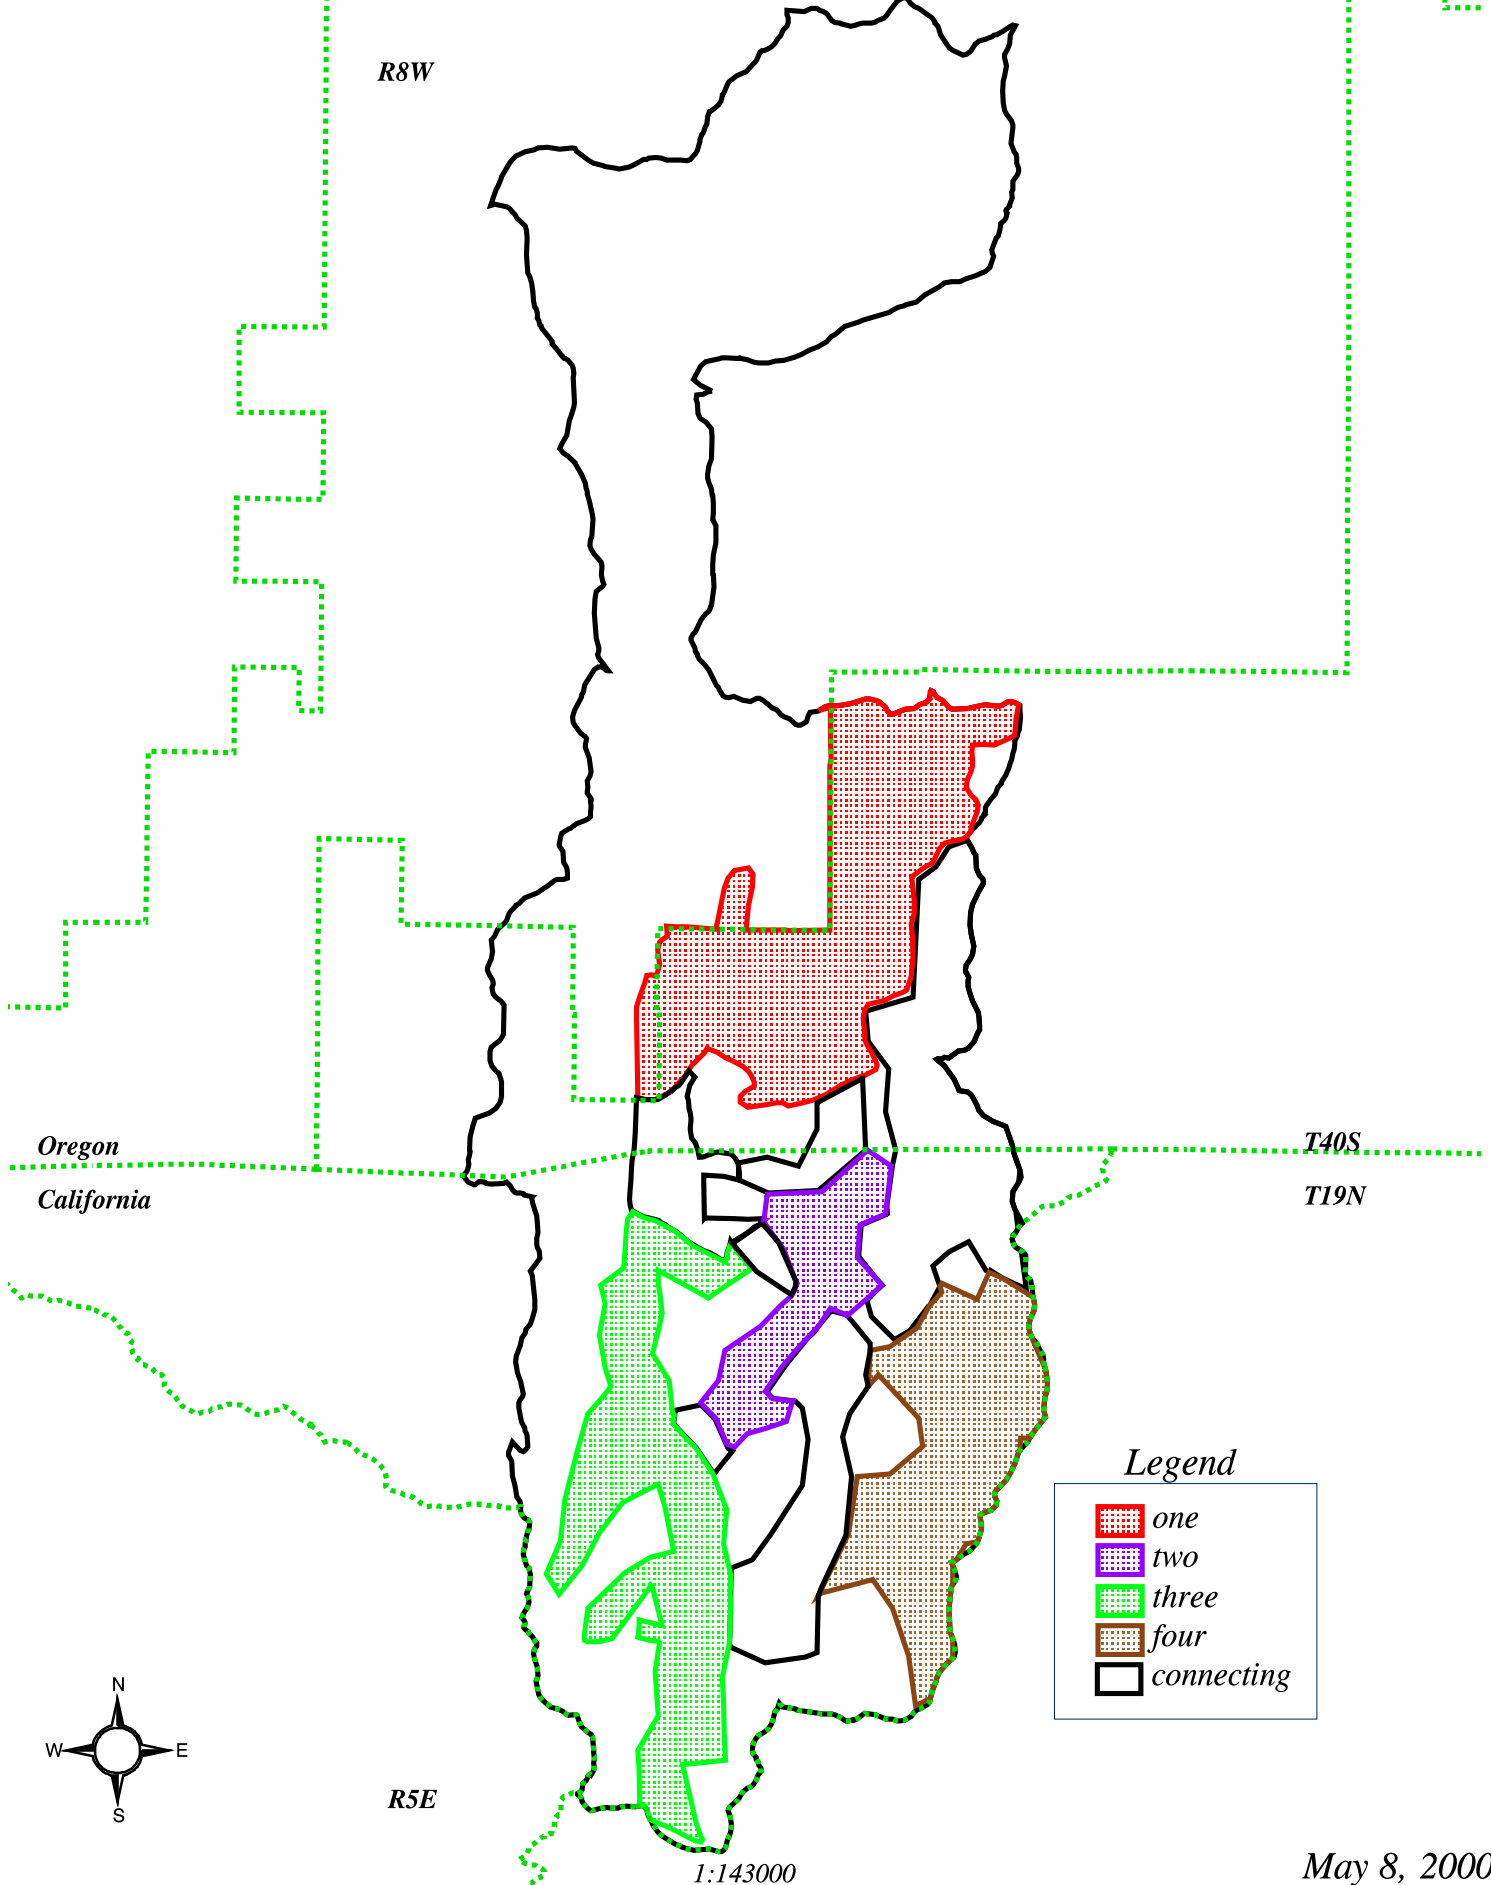 R8W
Oregon
T40S
California
T19N
Legend
one
two
three
four
connecting
N
W
E
S
R5E
1:143000
May 8, 2000